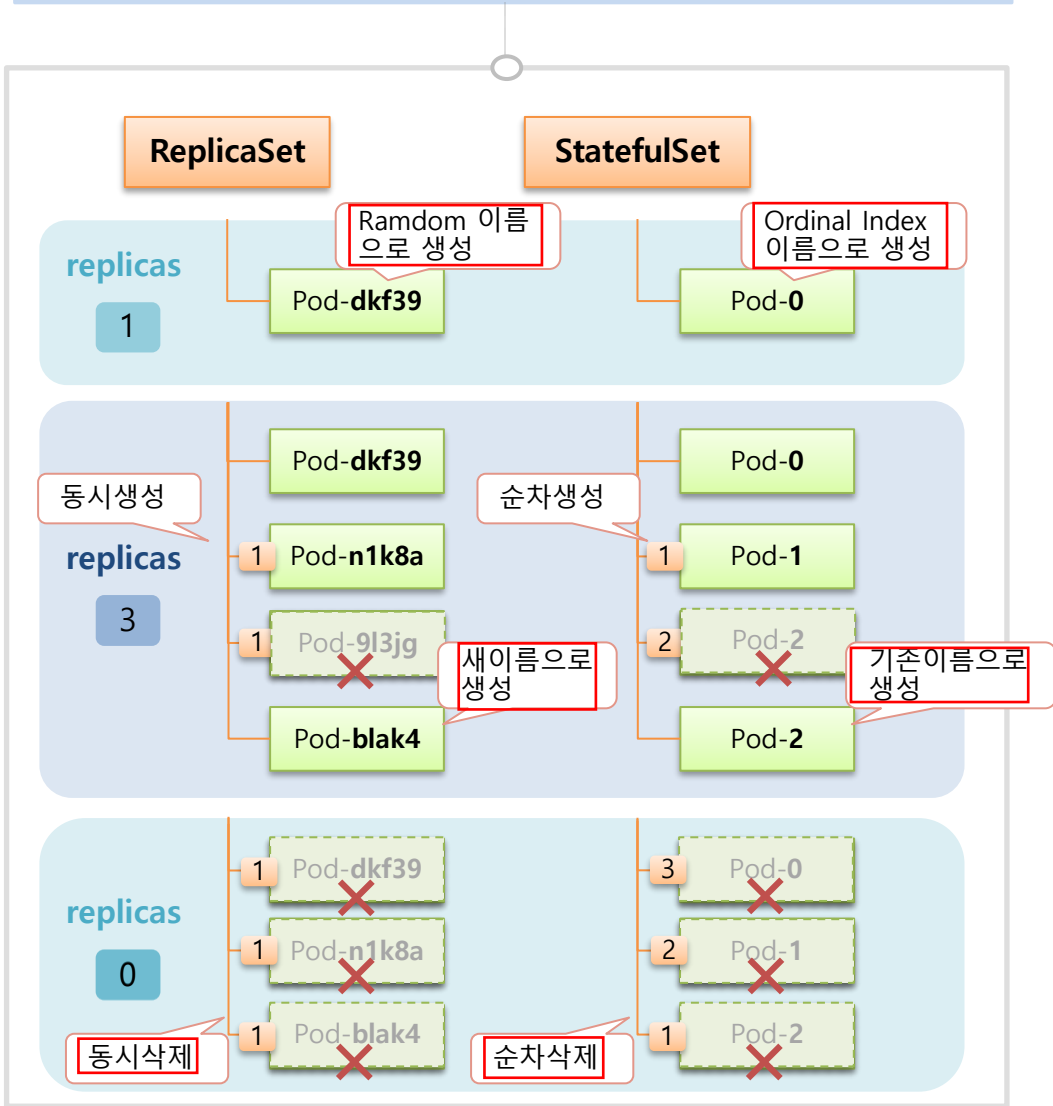 ReplicaSet
StatefulSet
Ramdom 이름
으로 생성
Ordinal Index
이름으로 생성
replicas
1
Pod-dkf39
Pod-0
Pod-dkf39
Pod-0
동시생성
순차생성
replicas
3
1
Pod-n1k8a
1
Pod-1
1
Pod-9l3jg
2
Pod-2
새이름으로
생성
기존이름으로
생성
Pod-blak4
Pod-2
replicas
0
1
Pod-dkf39
3
Pod-0
1
Pod-n1k8a
2
Pod-1
1
Pod-blak4
1
Pod-2
동시삭제
순차삭제